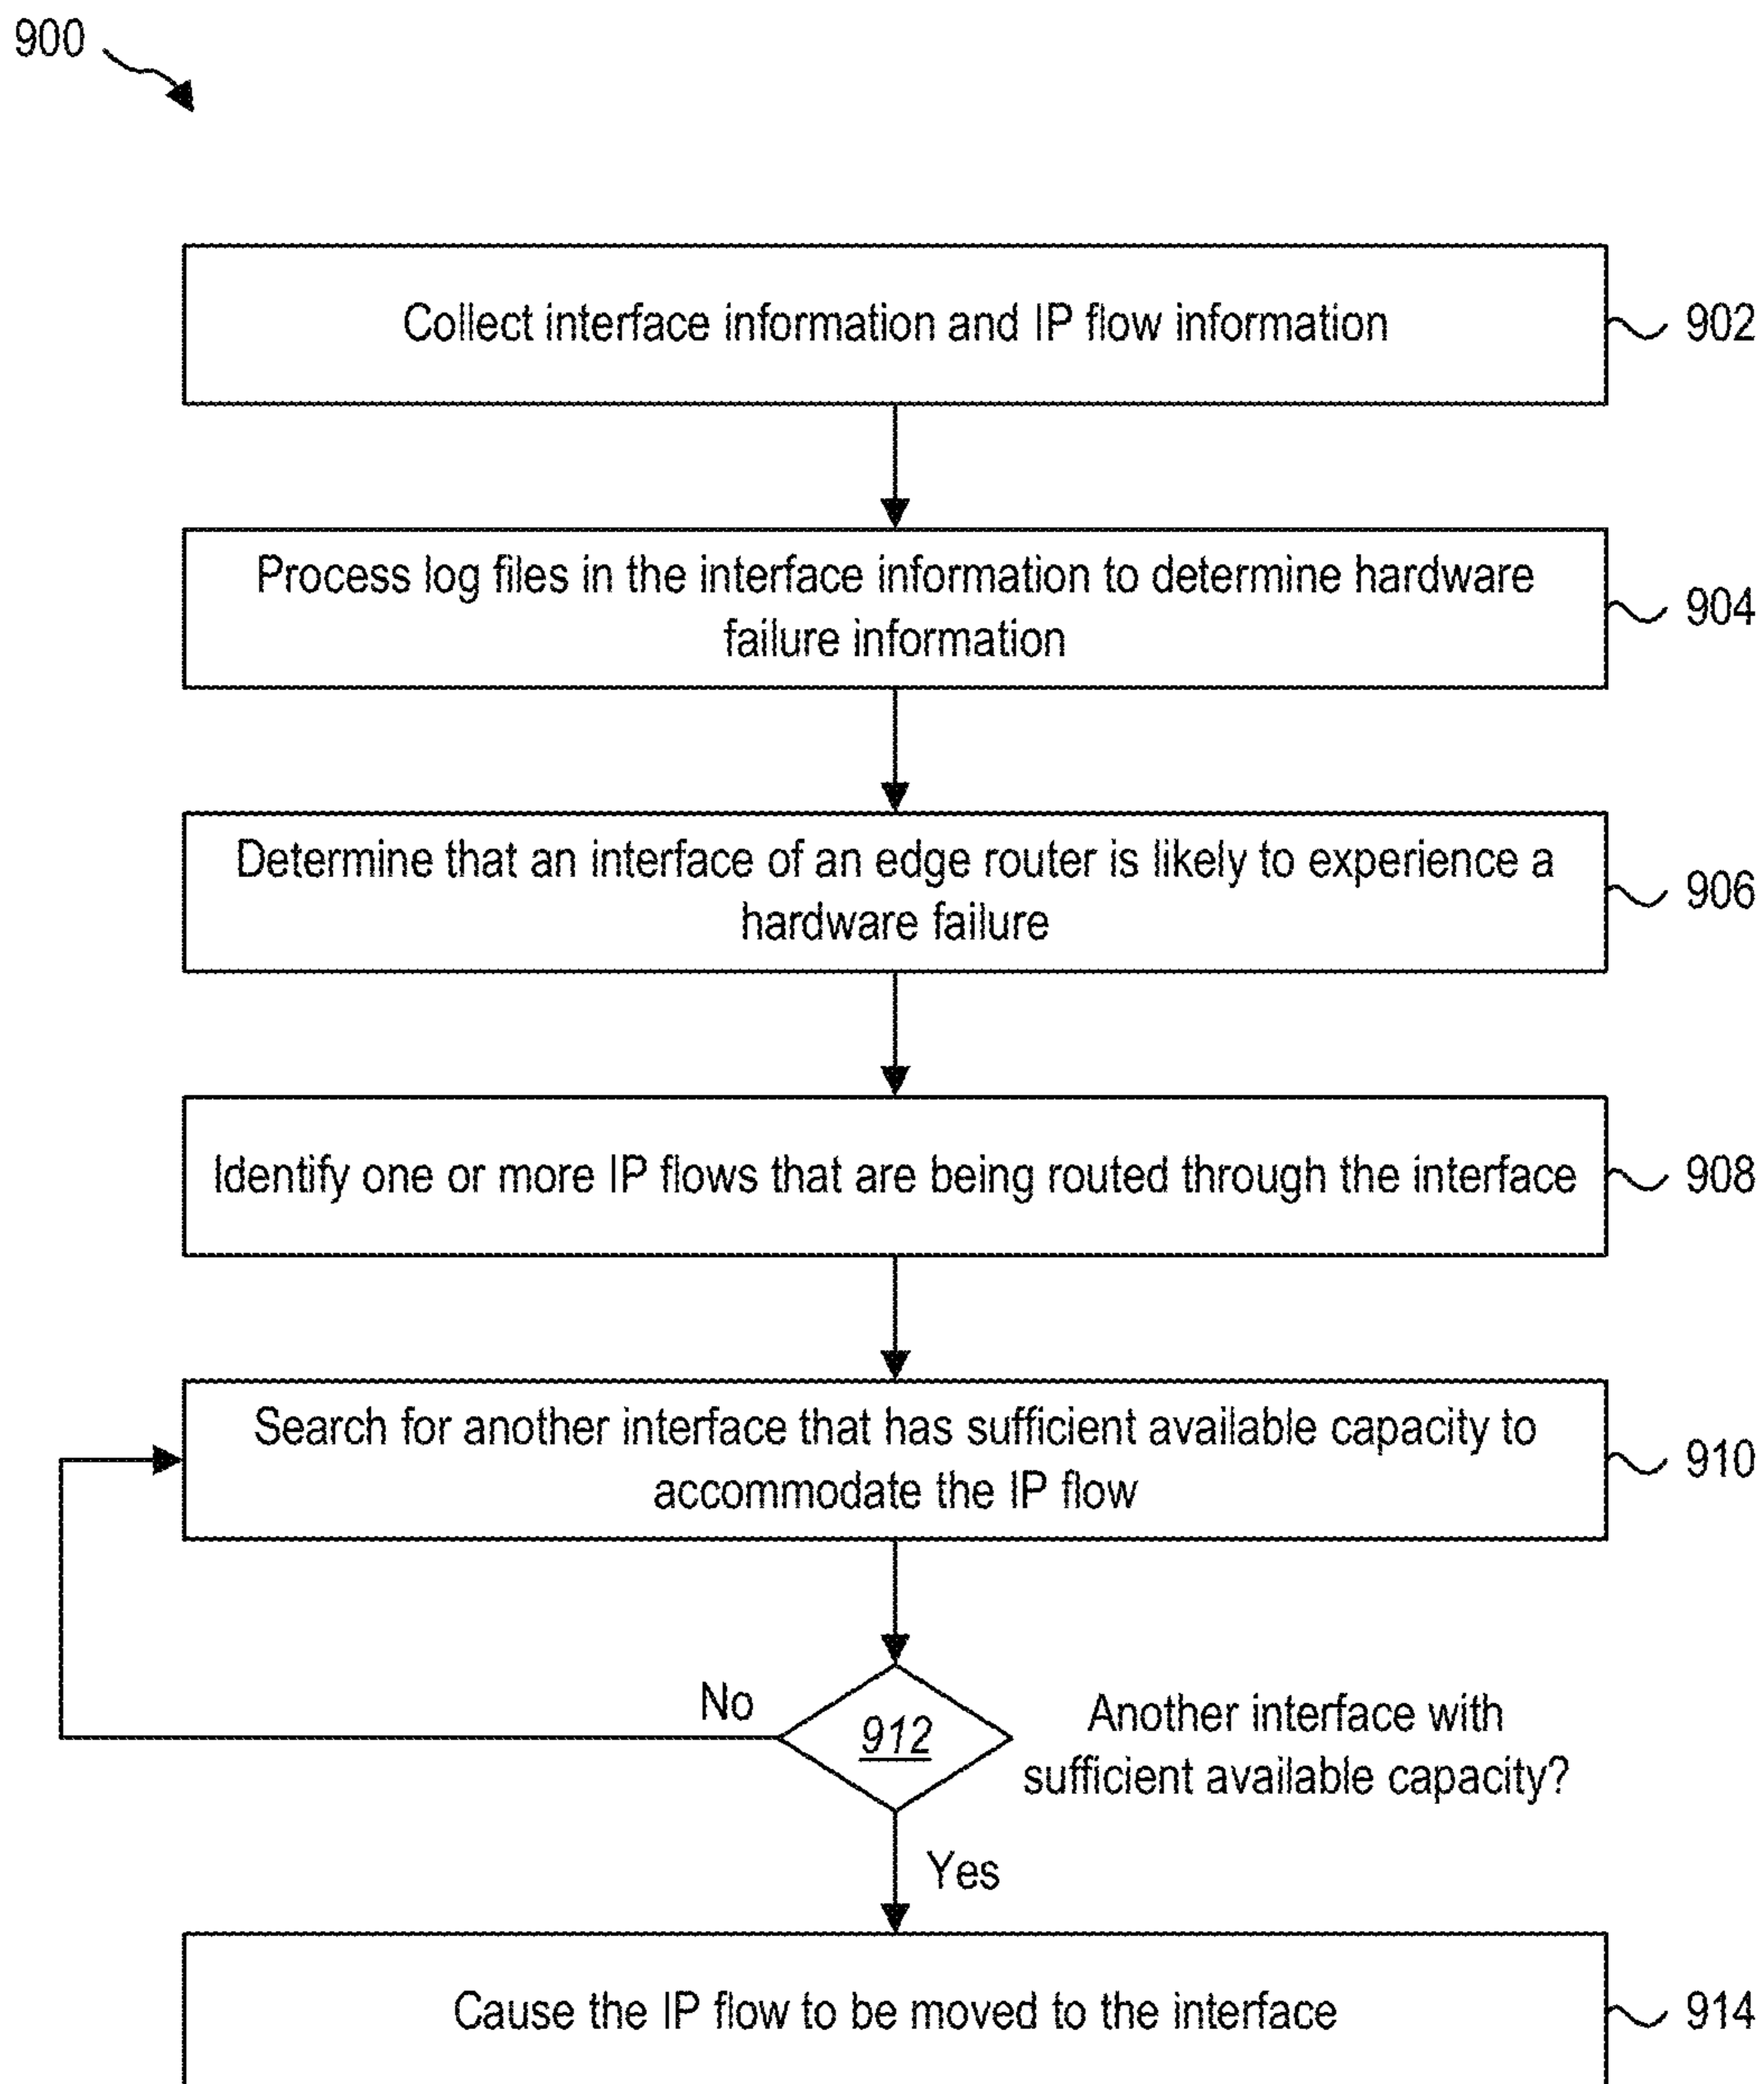 900
Collect interface information and IP flow information
902
Process log files in the interface information to determine hardware
failure information
904
Determine that an interface of an edge router is likely to experience a
hardware failure
906
Identify one or more IP flows that are being routed through the interface
908
Search for another interface that has sufficient available capacity to
accommodate the IP flow
910
No
912
Another interface with
sufficient available capacity?
Yes
Cause the IP flow to be moved to the interface
914